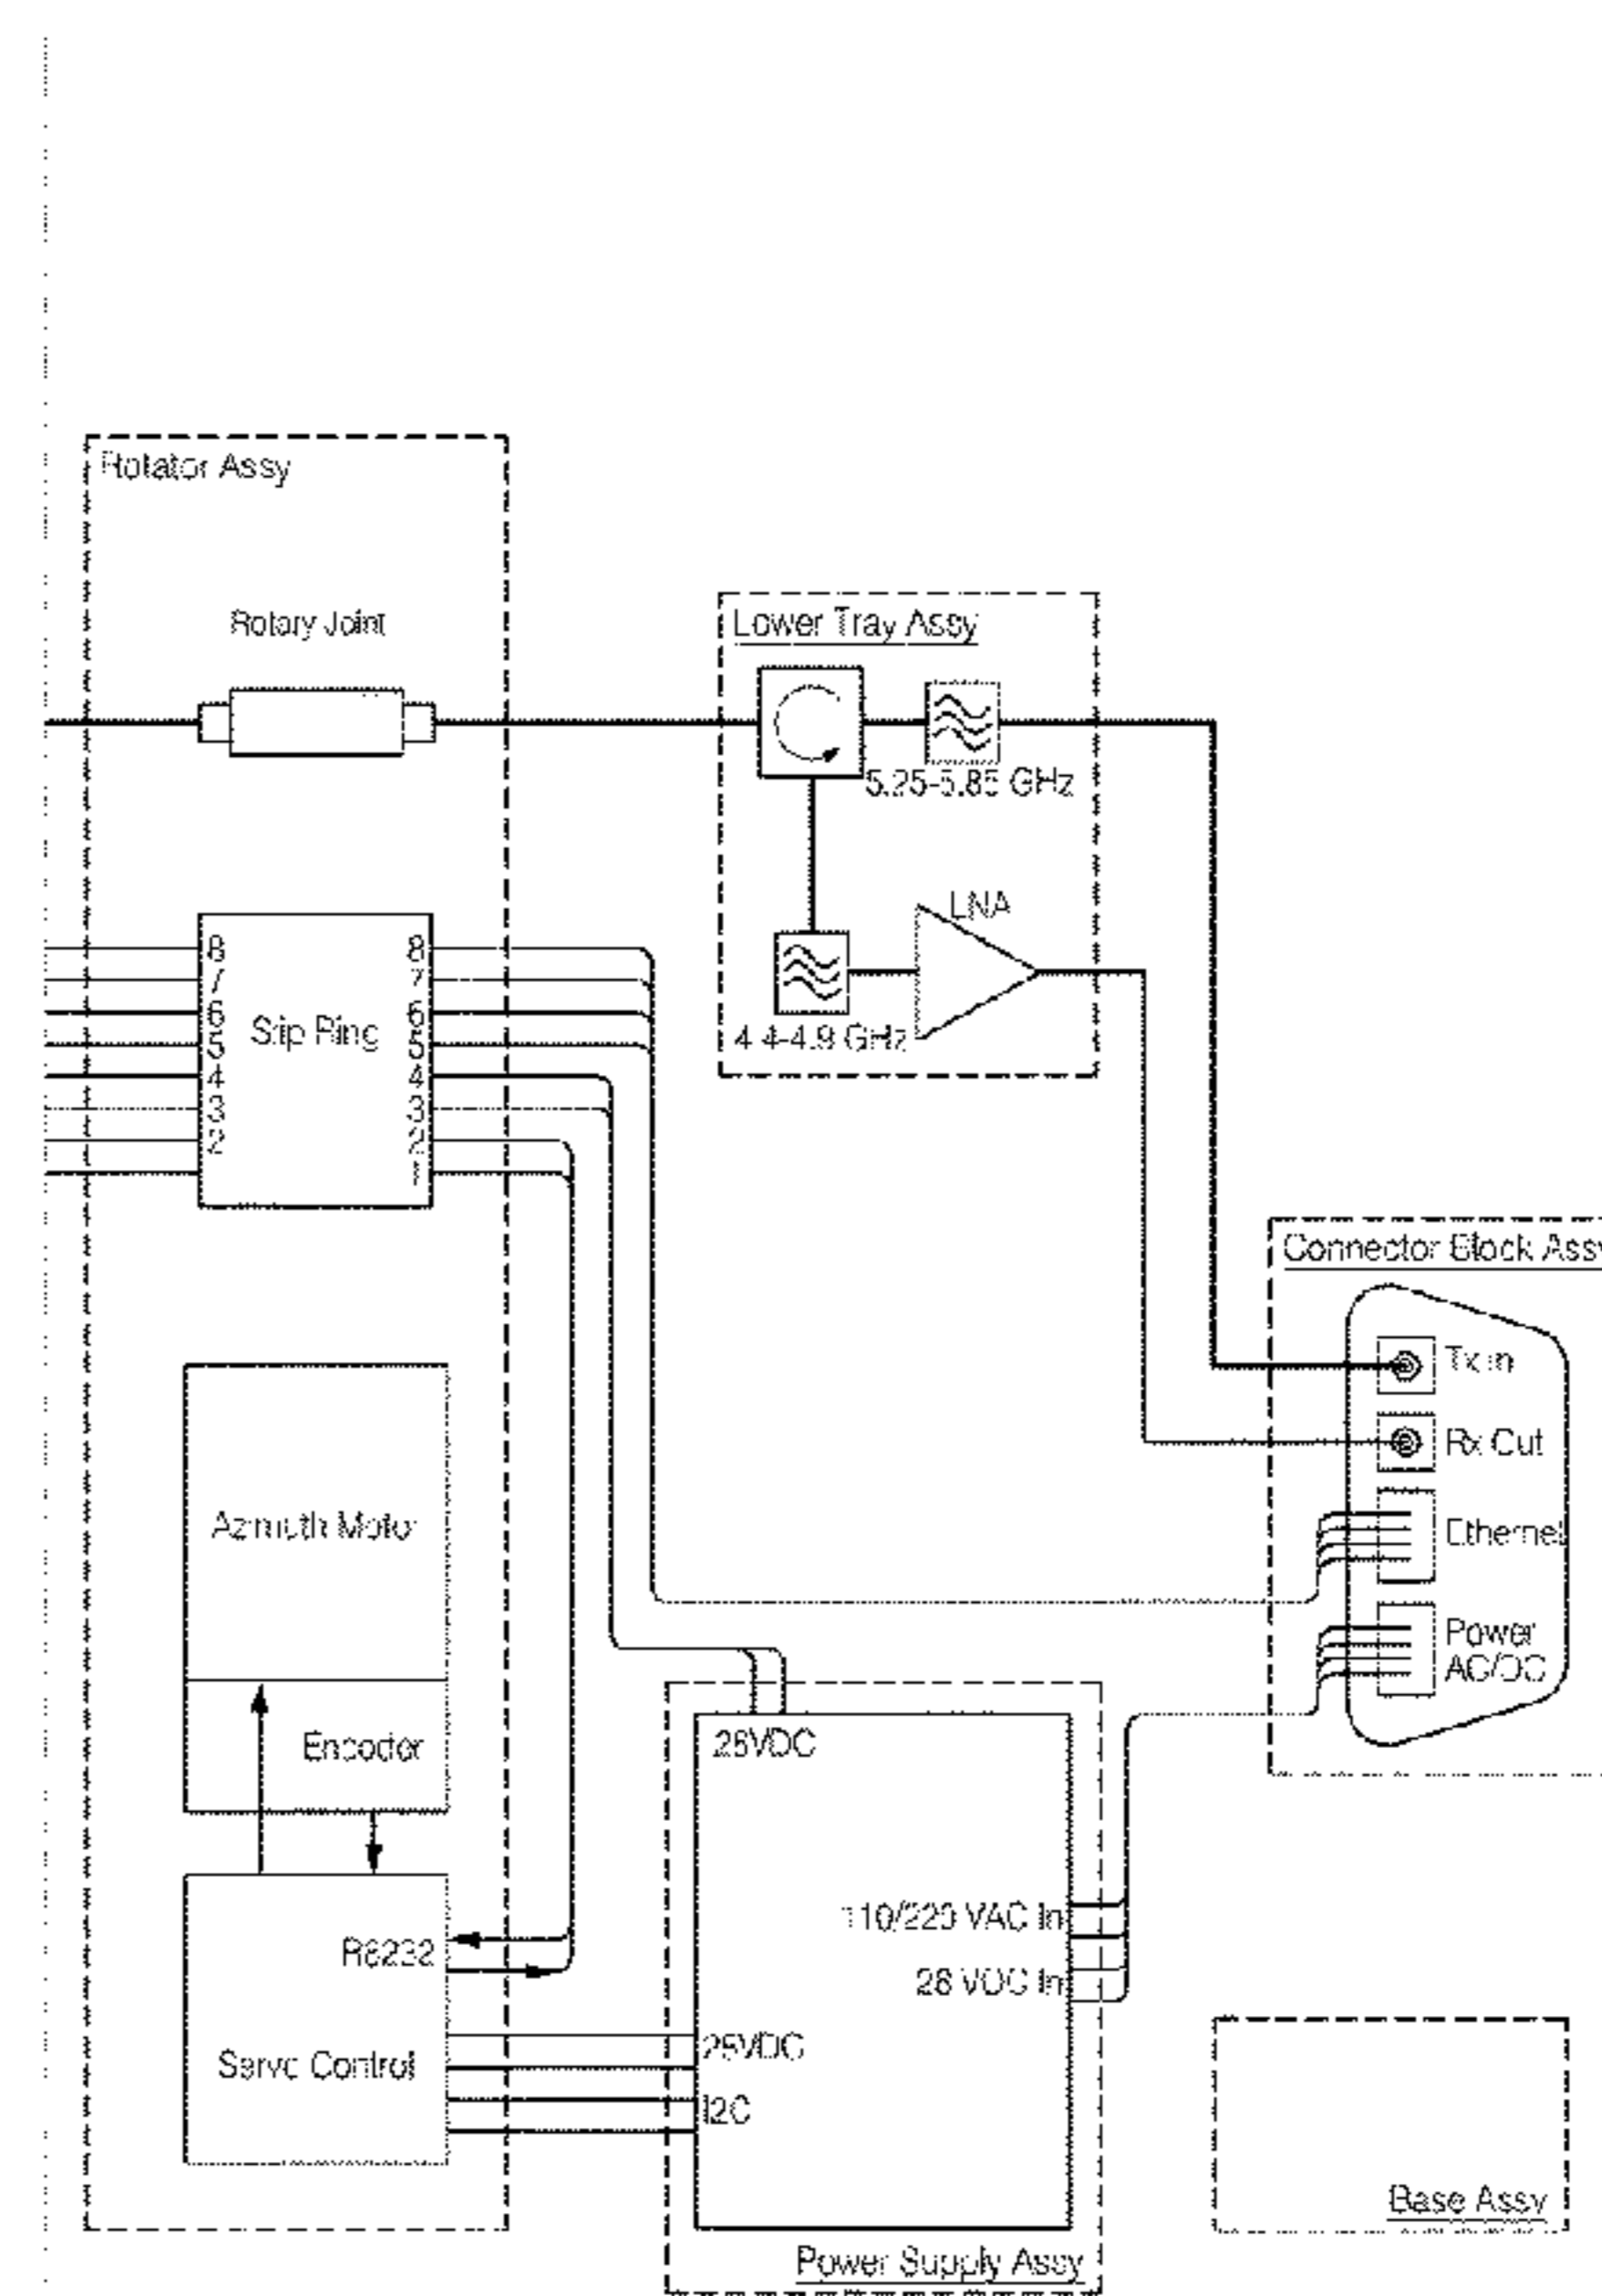 Rotator Assy
Rotary Joint
Lower Tray Assy
5.25-5.85 GHz
LNA
4.4-4.9 GHz
8 8
7 7
6 Slip Ring 6
5 5
4 4
3 3
2 2
1
Connector Block Assy
Tx In
Rx Out
Ethernet
Power
AC/DC
Azimuth Motor
Encoder
28VDC
110/220 VAC In
28 VDC In
RS232
Servo Control
28VDC
I2C
Base Assy
Power Supply Assy